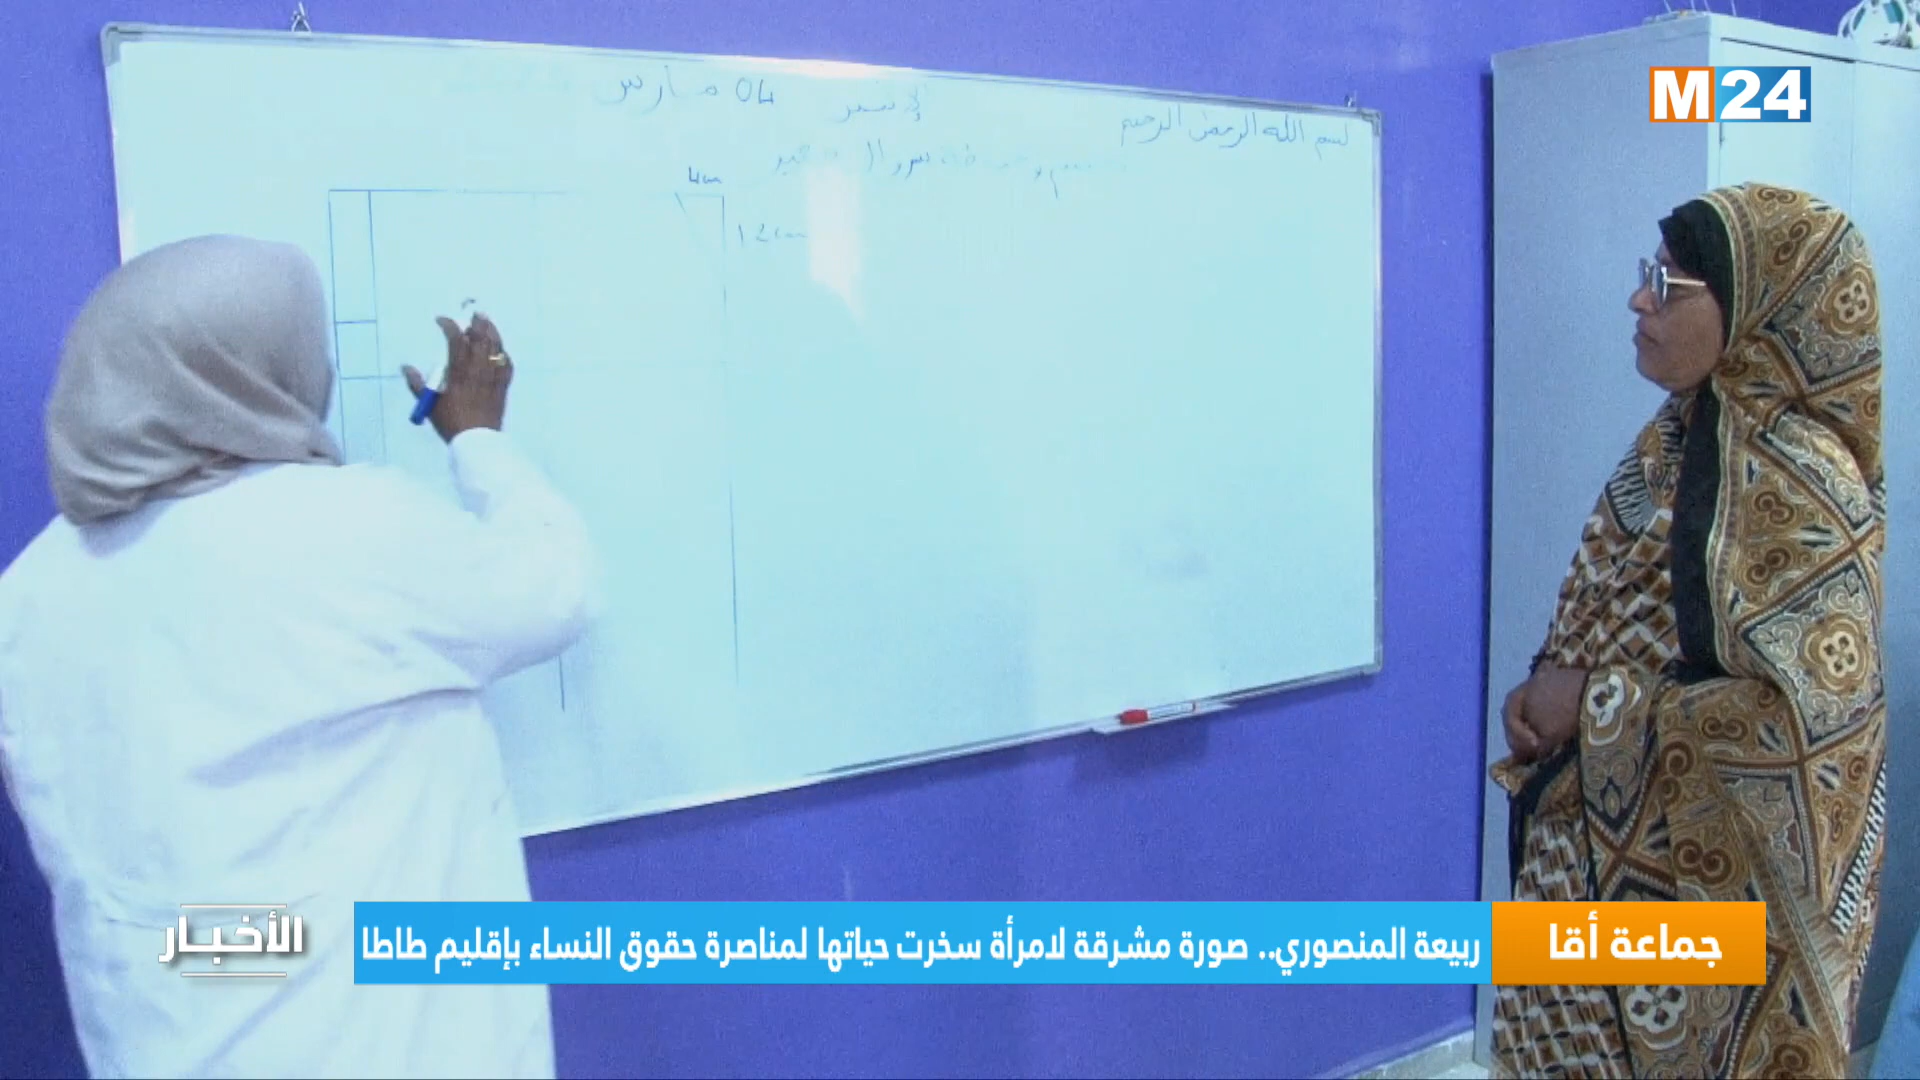 M24
بسم الله الرحمن الرحيم
04 مارس
4cm
12cm
جماعة أقا
ربيعة المنصوري.. صورة مشرقة لامرأة سخرت حياتها لمناصرة حقوق النساء بإقليم طاطا
الأخبار